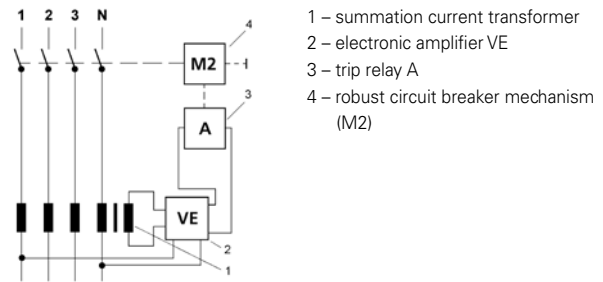 1 2 3 N
4
M2
3
A
VE
2
1
1 – summation current transformer
2 – electronic amplifier VE
3 – trip relay A
4 – robust circuit breaker mechanism
(M2)